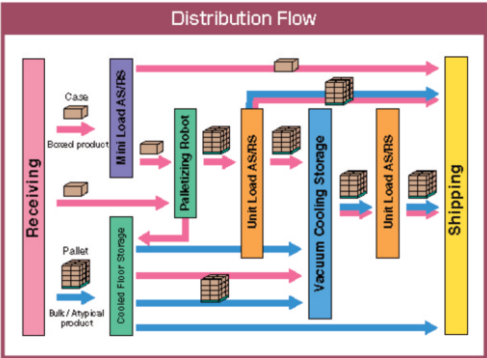 Distribution Flow
Receiving
Case
Boxed product
Pallet
Bulk / Atypical
product
Mini Load AS/RS
Cooled Floor Storage
Palletizing Robot
Unit Load AS/RS
Vacuum Cooling Storage
Unit Load AS/RS
Shipping